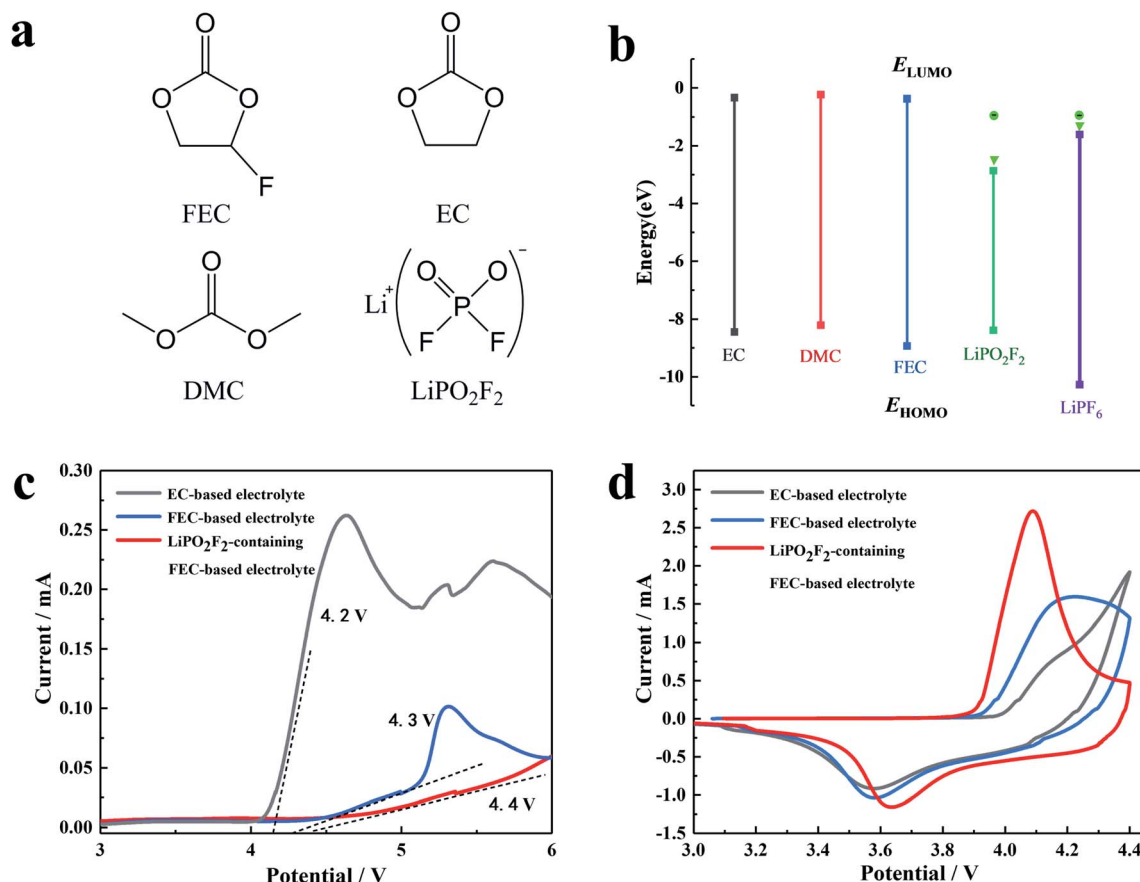 a
O
O
O
F
FEC
O
O
O
EC
O
O
O
DMC
Li⁺
O
O⁻
P
F
F
LiPO₂F₂
b
E_LUMO
0
-2
-4
-6
-8
-10
Energy(eV)
EC
DMC
FEC
LiPO₂F₂
LiPF₆
E_HOMO
c
EC-based electrolyte
FEC-based electrolyte
LiPO₂F₂-containing
FEC-based electrolyte
0.30
0.25
0.20
0.15
0.10
0.05
0.00
Current / mA
4. 2 V
4. 3 V
4. 4 V
3
4
5
6
Potential / V
d
EC-based electrolyte
FEC-based electrolyte
LiPO₂F₂-containing
FEC-based electrolyte
3.0
2.5
2.0
1.5
1.0
0.5
0.0
-0.5
-1.0
-1.5
Current / mA
3.0
3.2
3.4
3.6
3.8
4.0
4.2
4.4
Potential / V